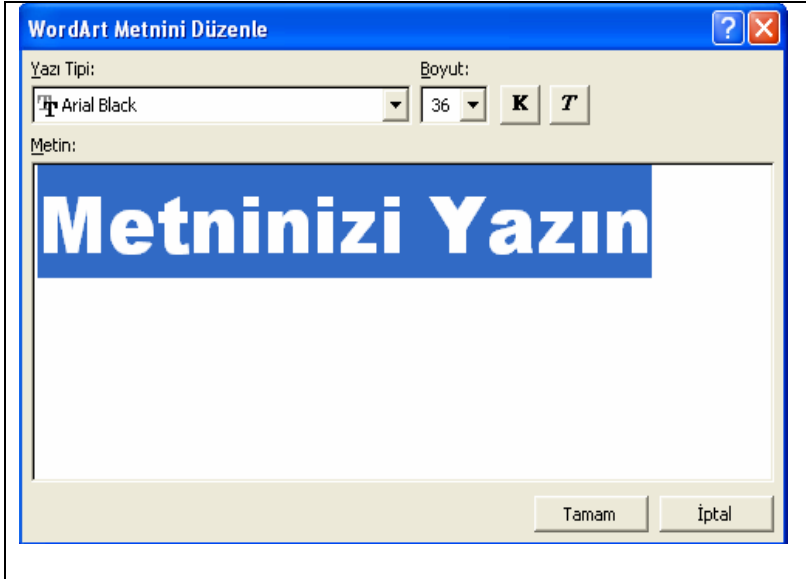 WordArt Metnini Düzenle
Yazı Tipi: Boyut:
Arial Black 36 K T
Metin:
Metninizi Yazın
Tamam İptal